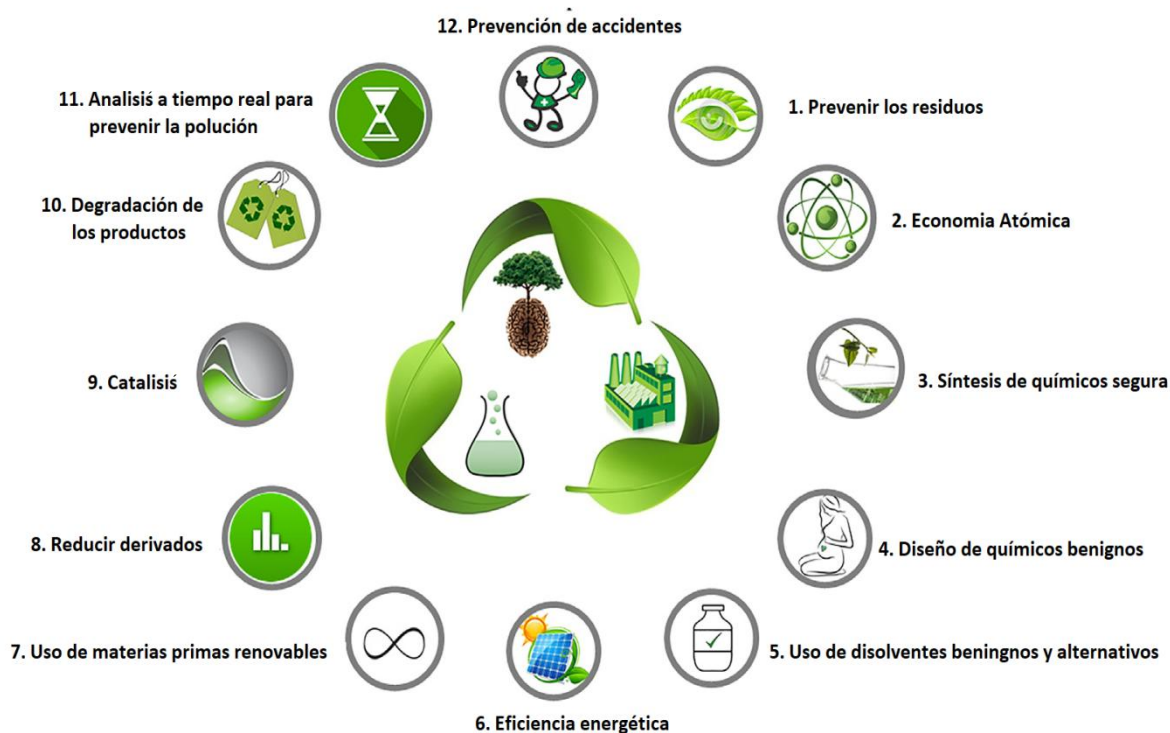 12. Prevención de accidentes
1. Prevenir los residuos
2. Economia Atómica
3. Síntesis de químicos segura
4. Diseño de químicos benignos
5. Uso de disolventes beningnos y alternativos
6. Eficiencia energética
7. Uso de materias primas renovables
8. Reducir derivados
9. Catalisiś
10. Degradación de
los productos
11. Analisiś a tiempo real para
prevenir la polución